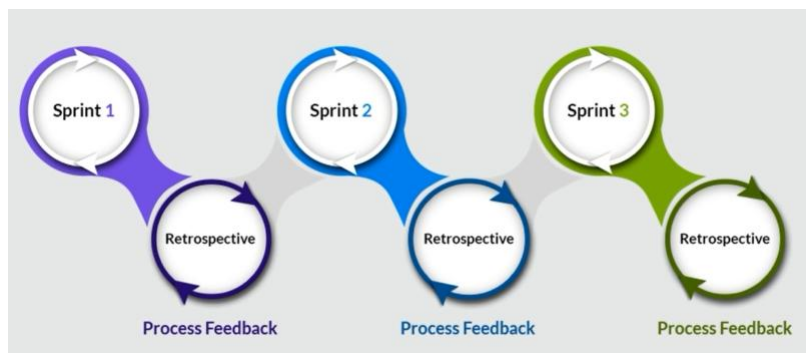 Sprint 1
Sprint 2
Sprint 3
Retrospective
Retrospective
Retrospective
Process Feedback
Process Feedback
Process Feedback